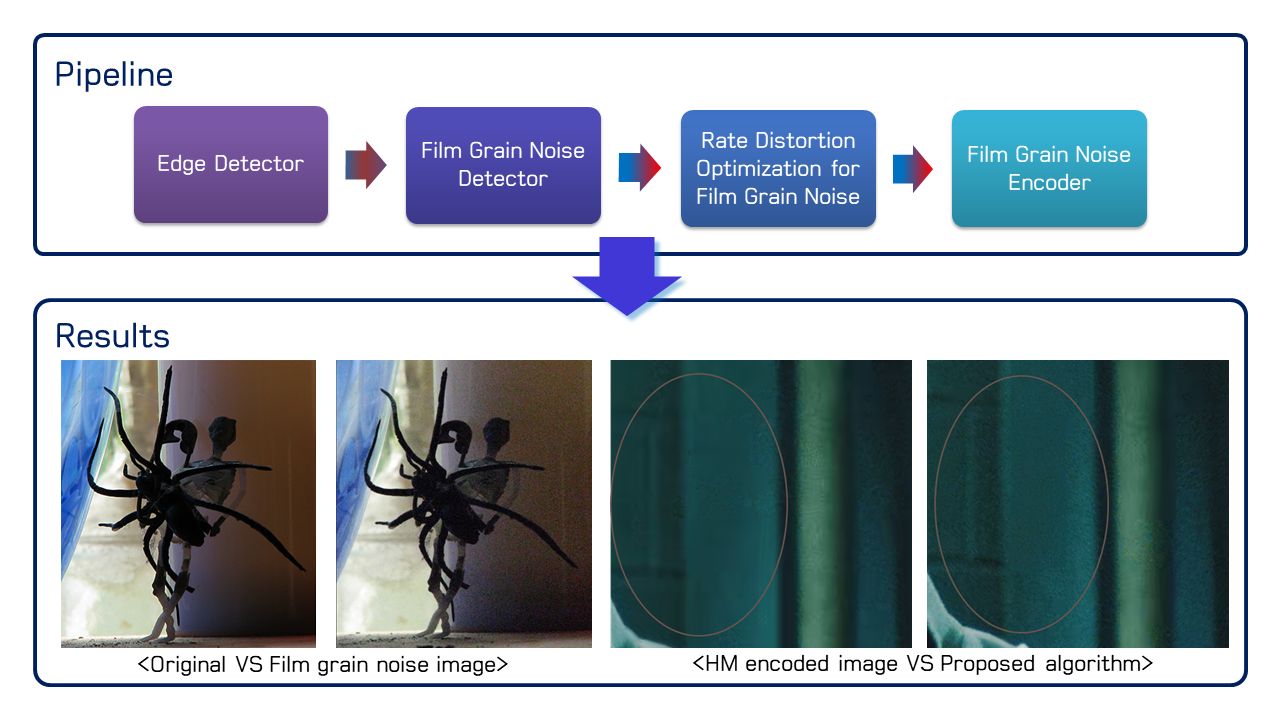 Pipeline
Edge Detector
Film Grain Noise
Detector
Rate Distortion
Optimization for
Film Grain Noise
Film Grain Noise
Encoder
Results
<Original VS Film grain noise image>
<HM encoded image VS Proposed algorithm>